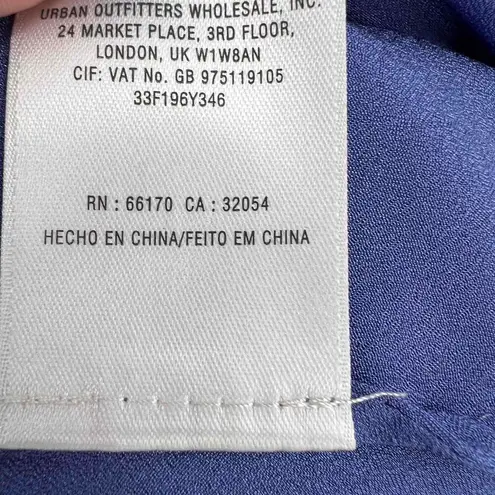 URBAN OUTFITTERS WHOLESALE, INC.
24 MARKET PLACE, 3RD FLOOR,
LONDON, UK W1W8AN
CIF: VAT No. GB 975119105
33F196Y346
RN : 66170 CA : 32054
HECHO EN CHINA/FEITO EM CHINA